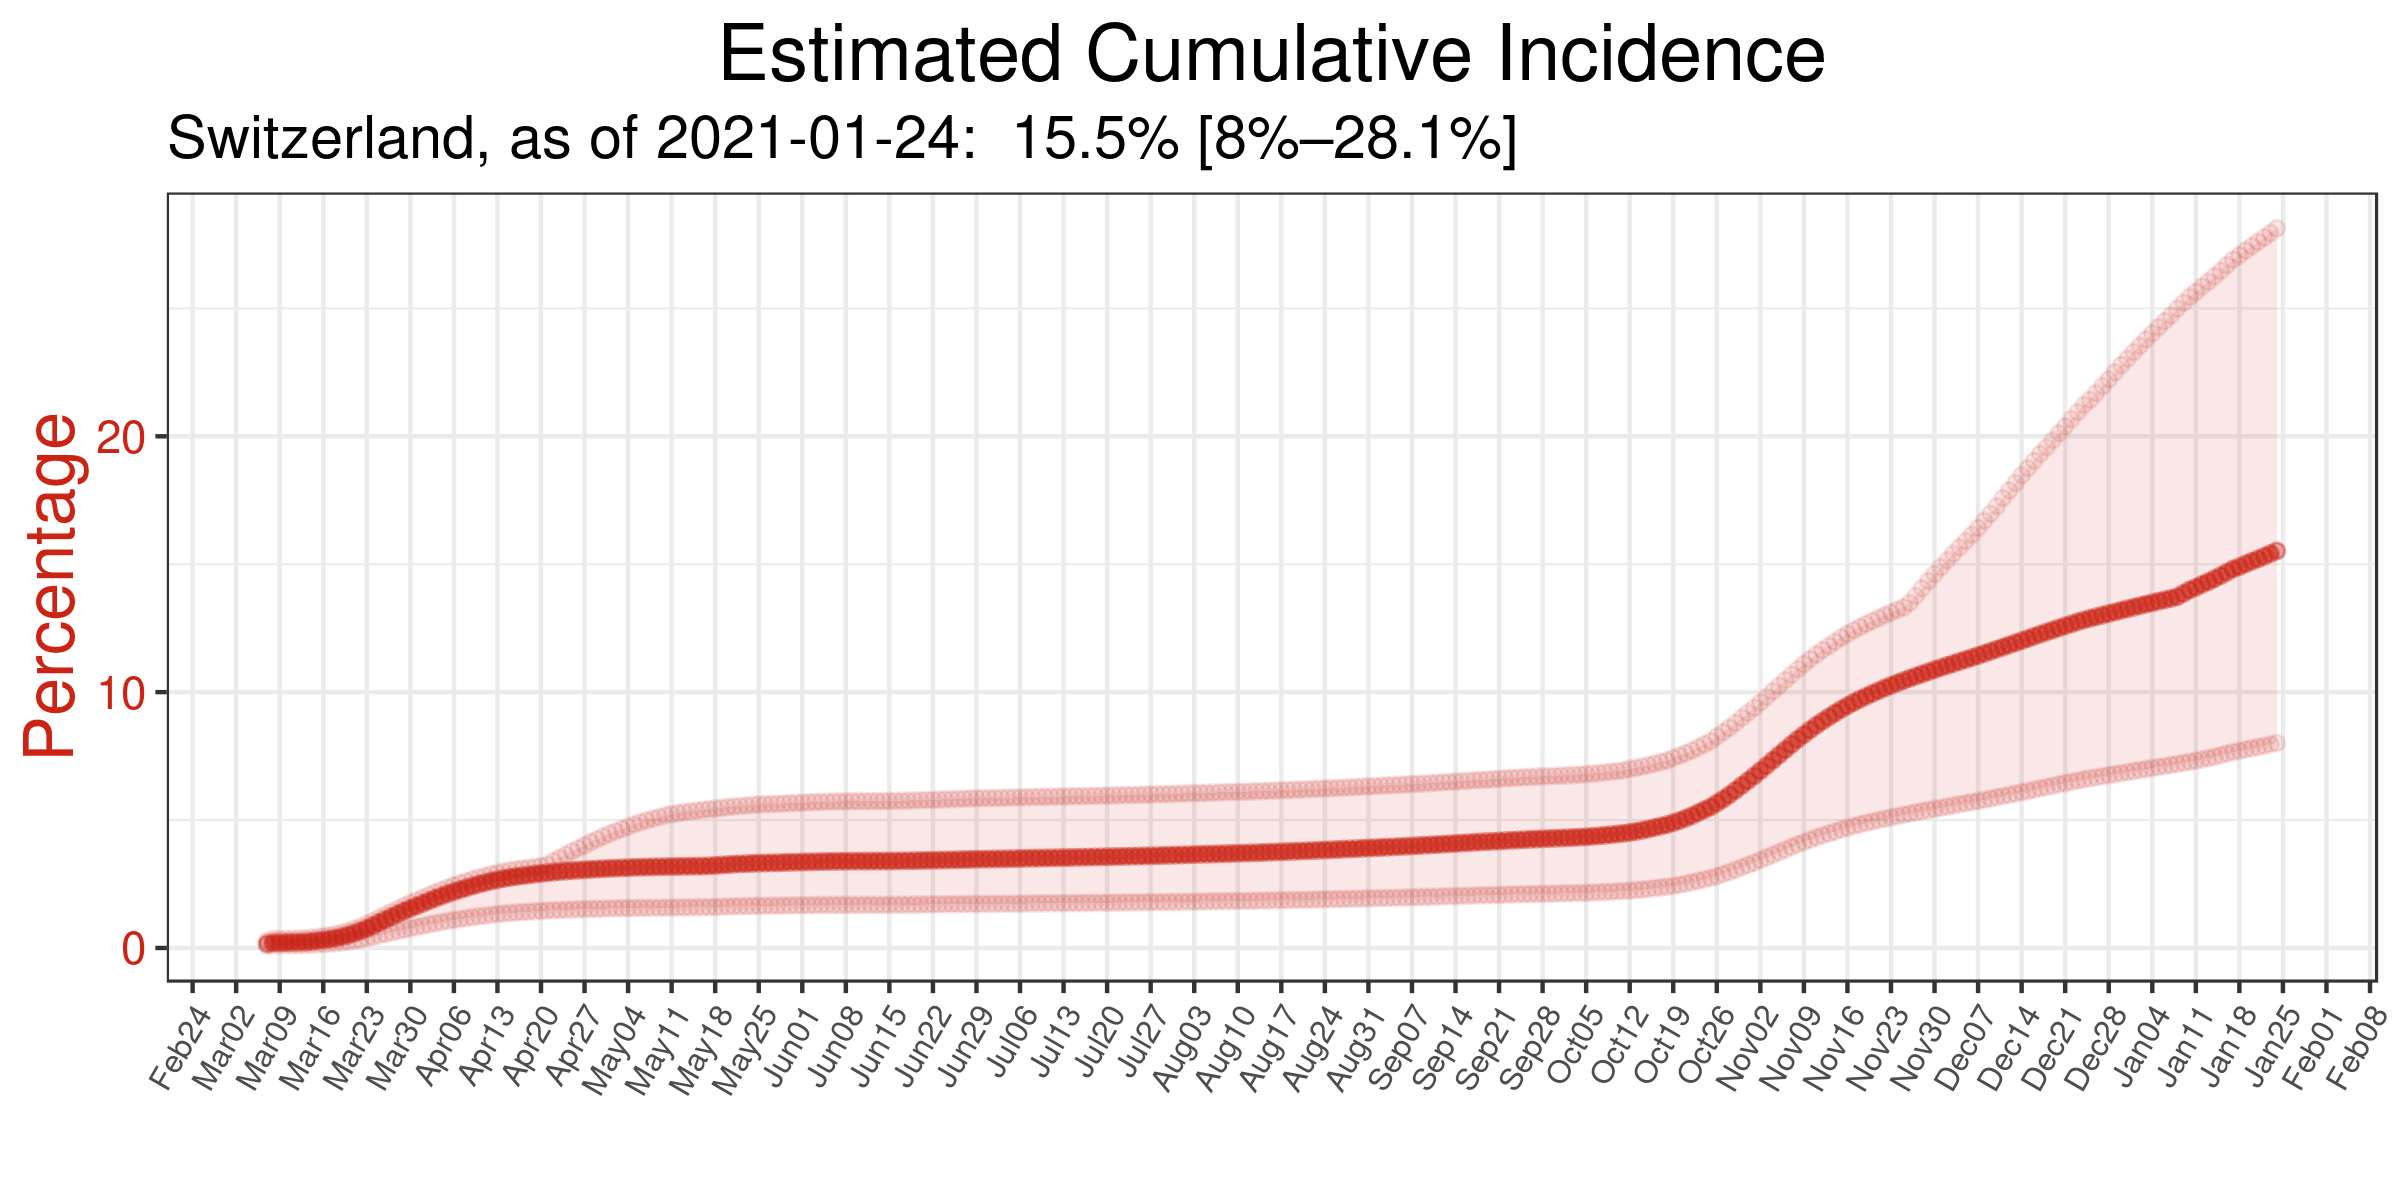 Estimated Cumulative Incidence
Switzerland, as of 2021-01-24:  15.5% [8%–28.1%]
Percentage
20
10
0
Feb24
Mar02
Mar09
Mar16
Mar23
Mar30
Apr06
Apr13
Apr20
Apr27
May04
May11
May18
May25
Jun01
Jun08
Jun15
Jun22
Jun29
Jul06
Jul13
Jul20
Jul27
Aug03
Aug10
Aug17
Aug24
Aug31
Sep07
Sep14
Sep21
Sep28
Oct05
Oct12
Oct19
Oct26
Nov02
Nov09
Nov16
Nov23
Nov30
Dec07
Dec14
Dec21
Dec28
Jan04
Jan11
Jan18
Jan25
Feb01
Feb08